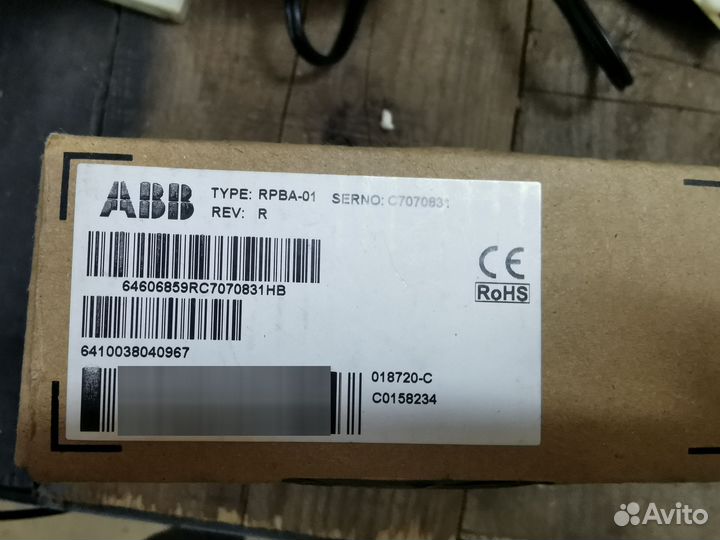 ABB TYPE: RPBA-01 SERNO: C7070831
REV: R
64606859RC7070831HB
CE
RoHS
6410038040967
018720-C
C0158234
Avito